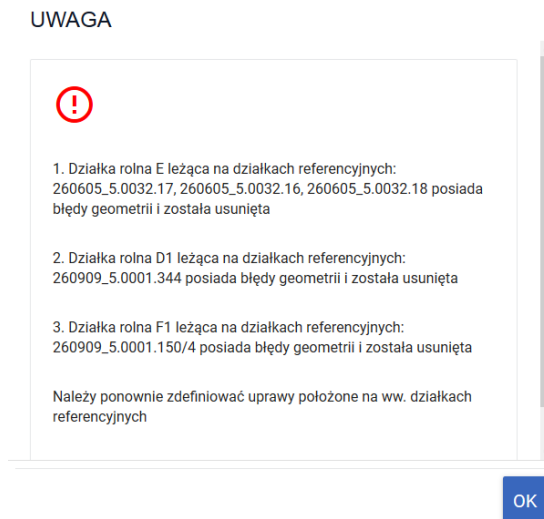 UWAGA
1. Działka rolna E leżąca na działkach referencyjnych:
260605_5.0032.17, 260605_5.0032.16, 260605_5.0032.18 posiada
błędy geometrii i została usunięta
2. Działka rolna D1 leżąca na działkach referencyjnych:
260909_5.0001.344 posiada błędy geometrii i została usunięta
3. Działka rolna F1 leżąca na działkach referencyjnych:
260909_5.0001.150/4 posiada błędy geometrii i została usunięta
Należy ponownie zdefiniować uprawy położone na ww. działkach
referencyjnych
OK